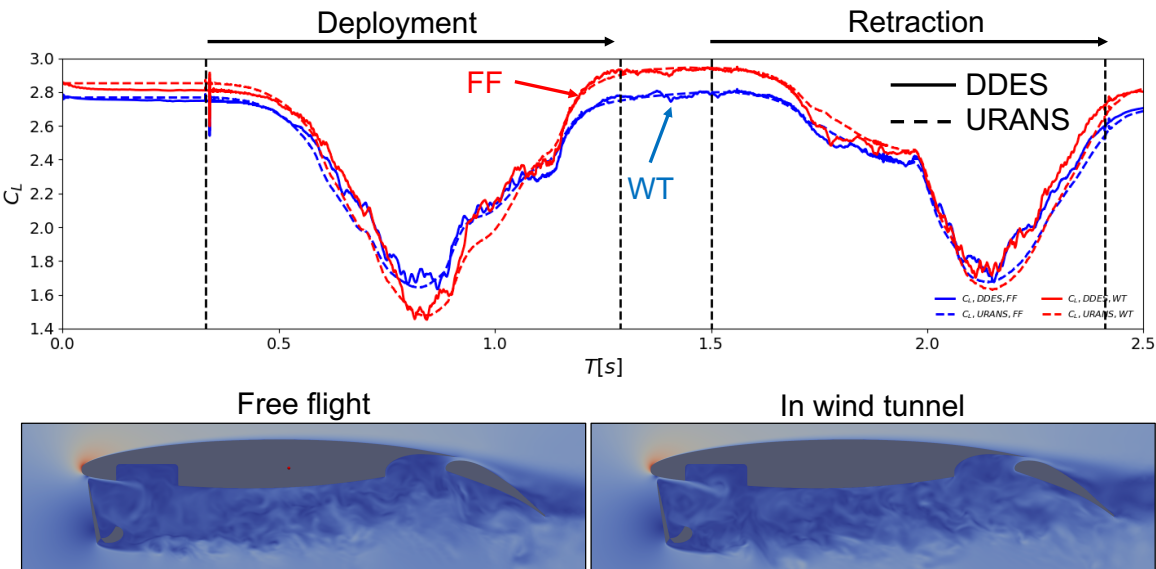 Deployment
Retraction
3.0
2.8
2.6
2.4
2.2
2.0
1.8
1.6
1.4
C_L
FF
WT
DDES
URANS
C_L, DDES, FF
C_L, DDES, WT
C_L, URANS, FF
C_L, URANS, WT
0.0
0.5
1.0
1.5
2.0
2.5
T[s]
Free flight
In wind tunnel